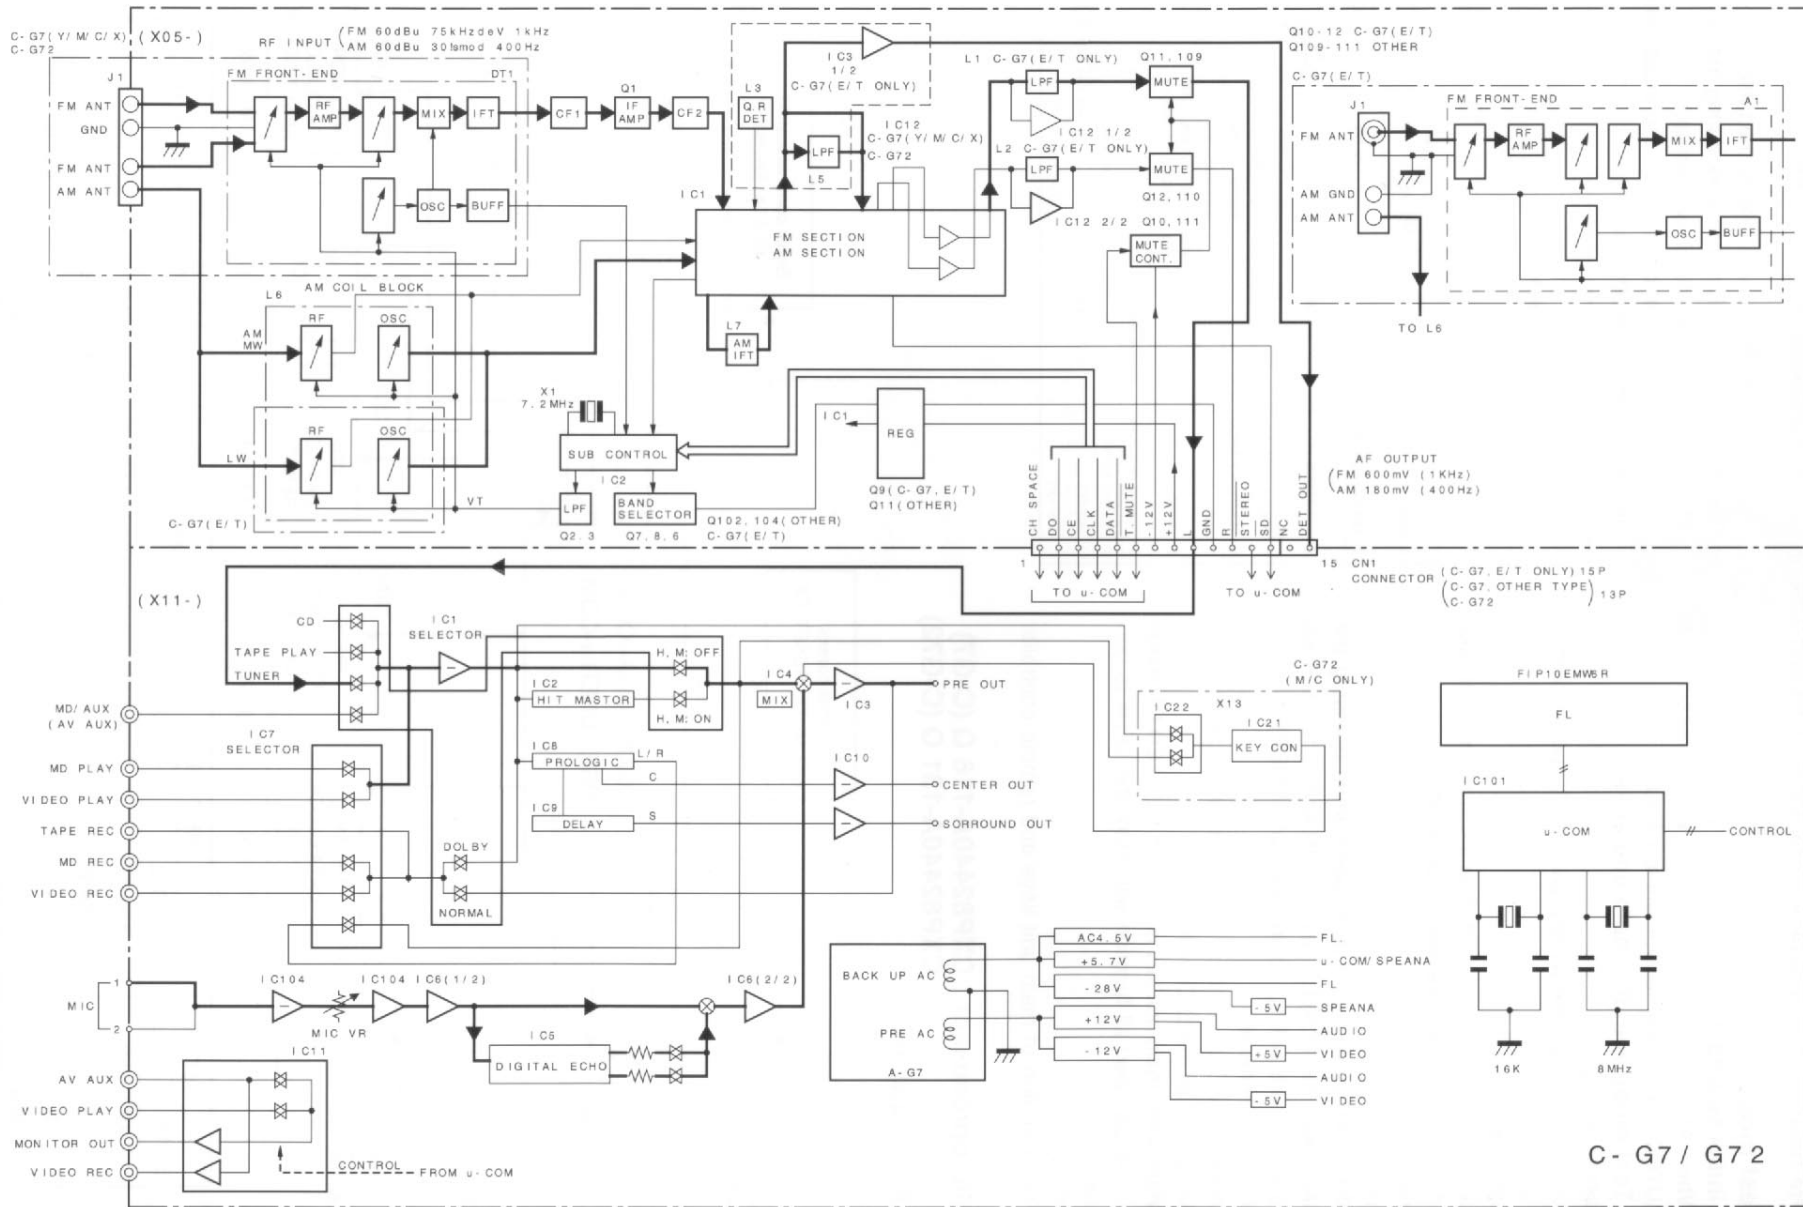 C-G7(Y/M/C/X)
C-G72
(X05-)
RF INPUT
(FM 60dBu 75kHzdeV 1kHz
AM 60dBu 30%mod 400Hz
J1
FM ANT
GND
FM ANT
AM ANT
FM FRONT-END
DT1
RF AMP
MIX
IFT
OSC
BUFF
CF1
Q1
IF AMP
CF2
L3
Q.R DET
IC3
1/2
C-G7(E/T ONLY)
LPF
L5
IC12
C-G7(Y/M/C/X)
C-G72
IC1
FM SECTION
AM SECTION
L1 C-G7(E/T ONLY)
LPF
IC12 1/2
L2 C-G7(E/T ONLY)
LPF
IC12 2/2
Q11,109
MUTE
MUTE
Q12,110
Q10,111
MUTE CONT.
Q10-12 C-G7(E/T)
Q109-111 OTHER
C-G7(E/T)
J1
FM ANT
AM GND
AM ANT
FM FRONT-END
A1
RF AMP
MIX
IFT
OSC
BUFF
TO L6
AM COIL BLOCK
L6
RF
OSC
AM
MW
RF
OSC
LW
C-G7(E/T)
VT
L7
AM IFT
X1
7.2MHz
SUB CONTROL
IC2
LPF
Q2,3
BAND SELECTOR
Q7,8,6
Q102,104(OTHER)
C-G7(E/T)
IC1
REG
Q9(C-G7,E/T)
Q11(OTHER)
AF OUTPUT
(FM 600mV (1KHz)
AM 180mV (400Hz)
CH SPACE
DO
CE
CLK
DATA
T.MUTE
-12V
+12V
L
GND
R
STEREO
SD
NC
DET OUT
1
15
CN1
CONNECTOR
(C-G7,E/T ONLY)15P
(C-G7,OTHER TYPE
C-G72) 13P
TO u-COM
TO u-COM
(X11-)
CD
TAPE PLAY
TUNER
MD/AUX
(AV AUX)
IC1
SELECTOR
IC7
SELECTOR
MD PLAY
VIDEO PLAY
TAPE REC
MD REC
VIDEO REC
IC2
HIT MASTOR
H.M:OFF
H.M:ON
IC8
PROLOGIC
L/R
C
IC9
DELAY
S
DOLBY
NORMAL
IC4
MIX
IC3
PRE OUT
IC10
CENTER OUT
SORROUND OUT
C-G72
(M/C ONLY)
X13
IC22
IC21
KEY CON
FIP10EMW6R
FL
IC101
u-COM
CONTROL
16K
8MHz
MIC
1
2
IC104
MIC VR
IC104
IC6(1/2)
IC5
DIGITAL ECHO
IC6(2/2)
BACK UP AC
PRE AC
A-G7
AC4.5V
+5.7V
-28V
+12V
-12V
FL.
u-COM/SPEANA
FL
-5V
SPEANA
AUDIO
+5V
VIDEO
AUDIO
-5V
VIDEO
IC11
AV AUX
VIDEO PLAY
MONITOR OUT
VIDEO REC
CONTROL
FROM u-COM
C-G7/G72